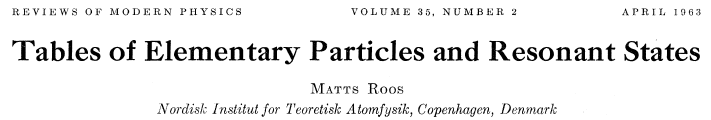 REVIEWS OF MODERN PHYSICS VOLUME 35, NUMBER 2 APRIL 1963
Tables of Elementary Particles and Resonant States
MATTS ROOS
Nordisk Institut for Teoretisk Atomfysik, Copenhagen, Denmark